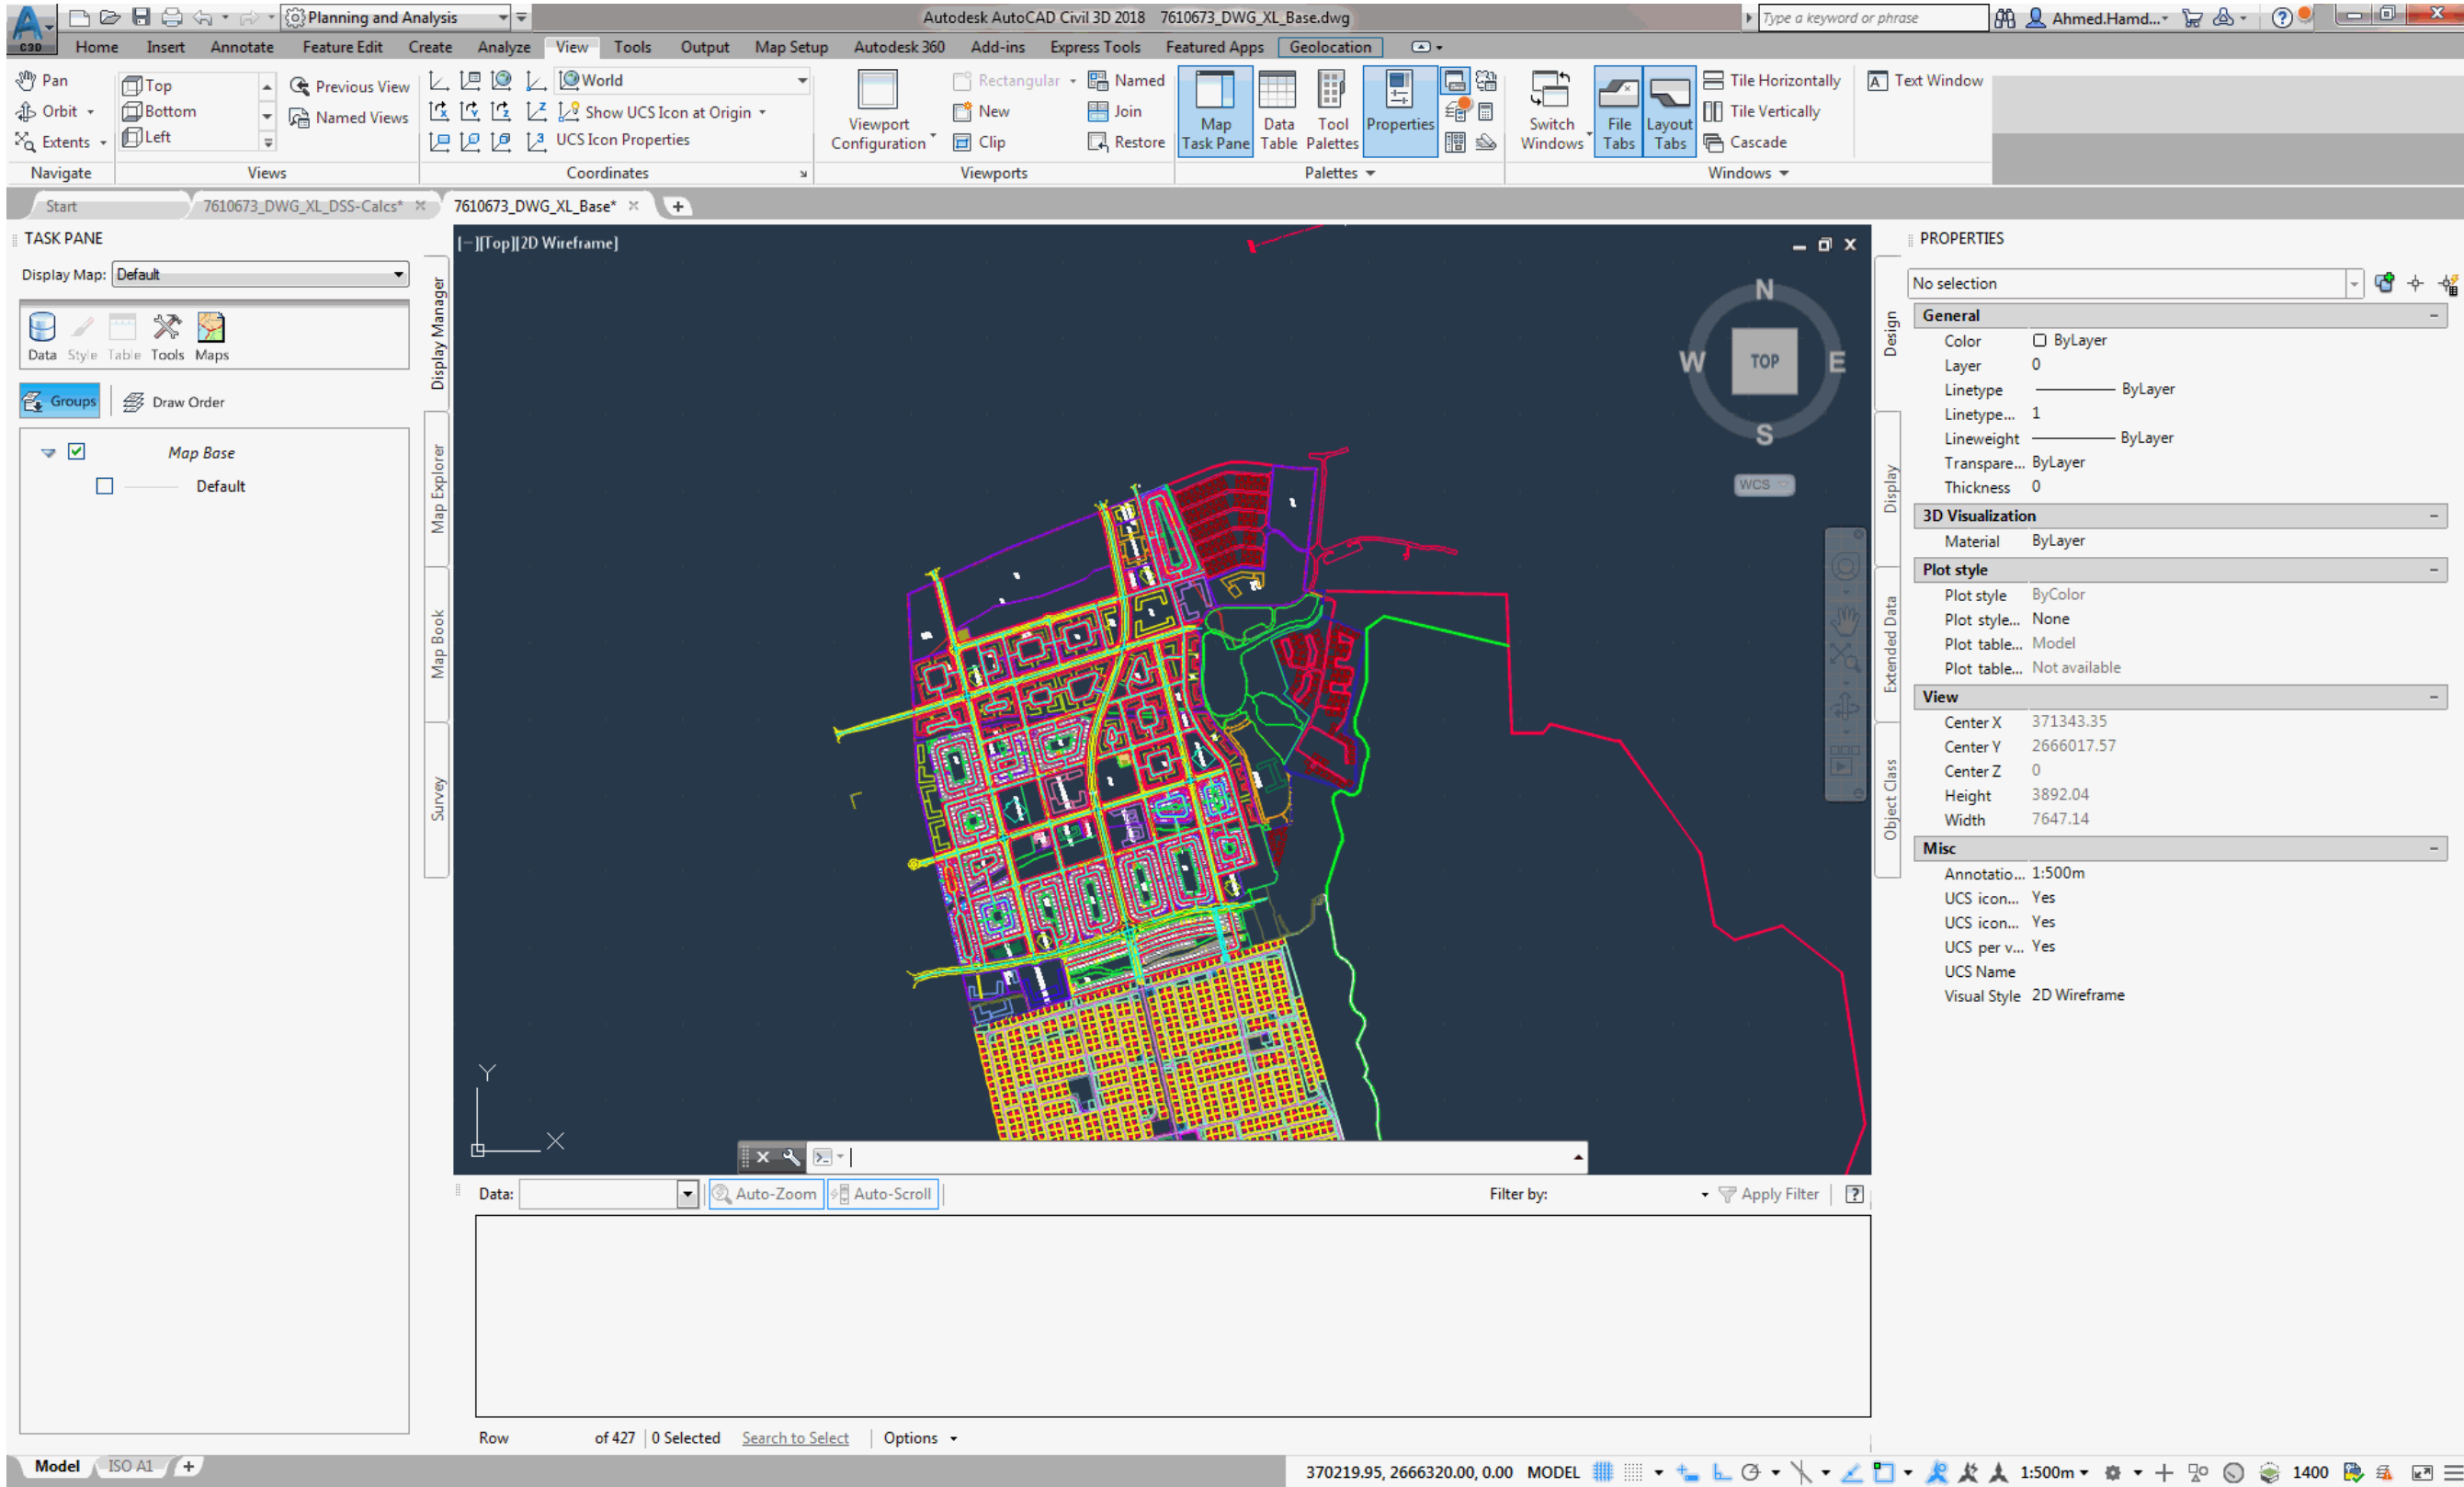 Planning and Analysis
Autodesk AutoCAD Civil 3D 2018 7610673_DWG_XL_Base.dwg
Type a keyword or phrase
Ahmed.Hamd...
C3D
Home Insert Annotate Feature Edit Create Analyze View Tools Output Map Setup Autodesk 360 Add-ins Express Tools Featured Apps Geolocation
Pan
Orbit
Extents
Navigate
Top
Bottom
Left
Previous View
Named Views
Views
World
Show UCS Icon at Origin
UCS Icon Properties
Coordinates
Viewport
Configuration
Rectangular
New
Clip
Named
Join
Restore
Viewports
Map
Task Pane
Data
Table
Tool
Palettes
Properties
Palettes
Switch
Windows
File
Tabs
Layout
Tabs
Tile Horizontally
Tile Vertically
Cascade
Windows
Text Window
Start
7610673_DWG_XL_DSS-Calcs*
7610673_DWG_XL_Base*
TASK PANE
Display Map: Default
Data Style Table Tools Maps
Groups Draw Order
Map Base
Default
Display Manager
Map Explorer
Map Book
Survey
[−][Top][2D Wireframe]
N
W TOP E
S
WCS
Y
X
Data:
Auto-Zoom
Auto-Scroll
Filter by:
Apply Filter
Row of 427 0 Selected Search to Select Options
PROPERTIES
Design
Display
Extended Data
Object Class
No selection
General
Color ByLayer
Layer 0
Linetype ByLayer
Linetype... 1
Lineweight ByLayer
Transpare... ByLayer
Thickness 0
3D Visualization
Material ByLayer
Plot style
Plot style ByColor
Plot style... None
Plot table... Model
Plot table... Not available
View
Center X 371343.35
Center Y 2666017.57
Center Z 0
Height 3892.04
Width 7647.14
Misc
Annotatio... 1:500m
UCS icon... Yes
UCS icon... Yes
UCS per v... Yes
UCS Name
Visual Style 2D Wireframe
Model ISO A1
370219.95, 2666320.00, 0.00 MODEL
1:500m
1400